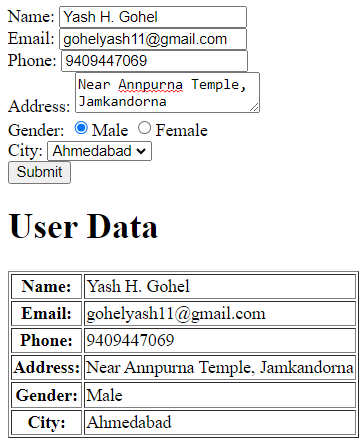 Name: Yash H. Gohel
Email: gohelyash11@gmail.com
Phone: 9409447069
Near Annpurna Temple,
Address: Jamkandorna
Gender: Male Female
City: Ahmedabad
Submit
User Data
Name: Yash H. Gohel
Email: gohelyash11@gmail.com
Phone: 9409447069
Address: Near Annpurna Temple, Jamkandorna
Gender: Male
City: Ahmedabad